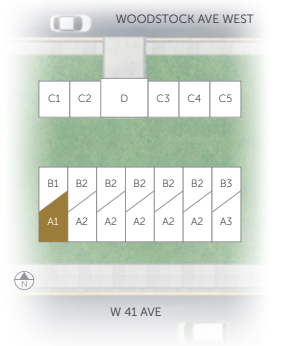 WOODSTOCK AVE WEST
C1 C2 D C3 C4 C5
B1 B2 B2 B2 B2 B2 B3
A1 A2 A2 A2 A2 A2 A3
N
W 41 AVE